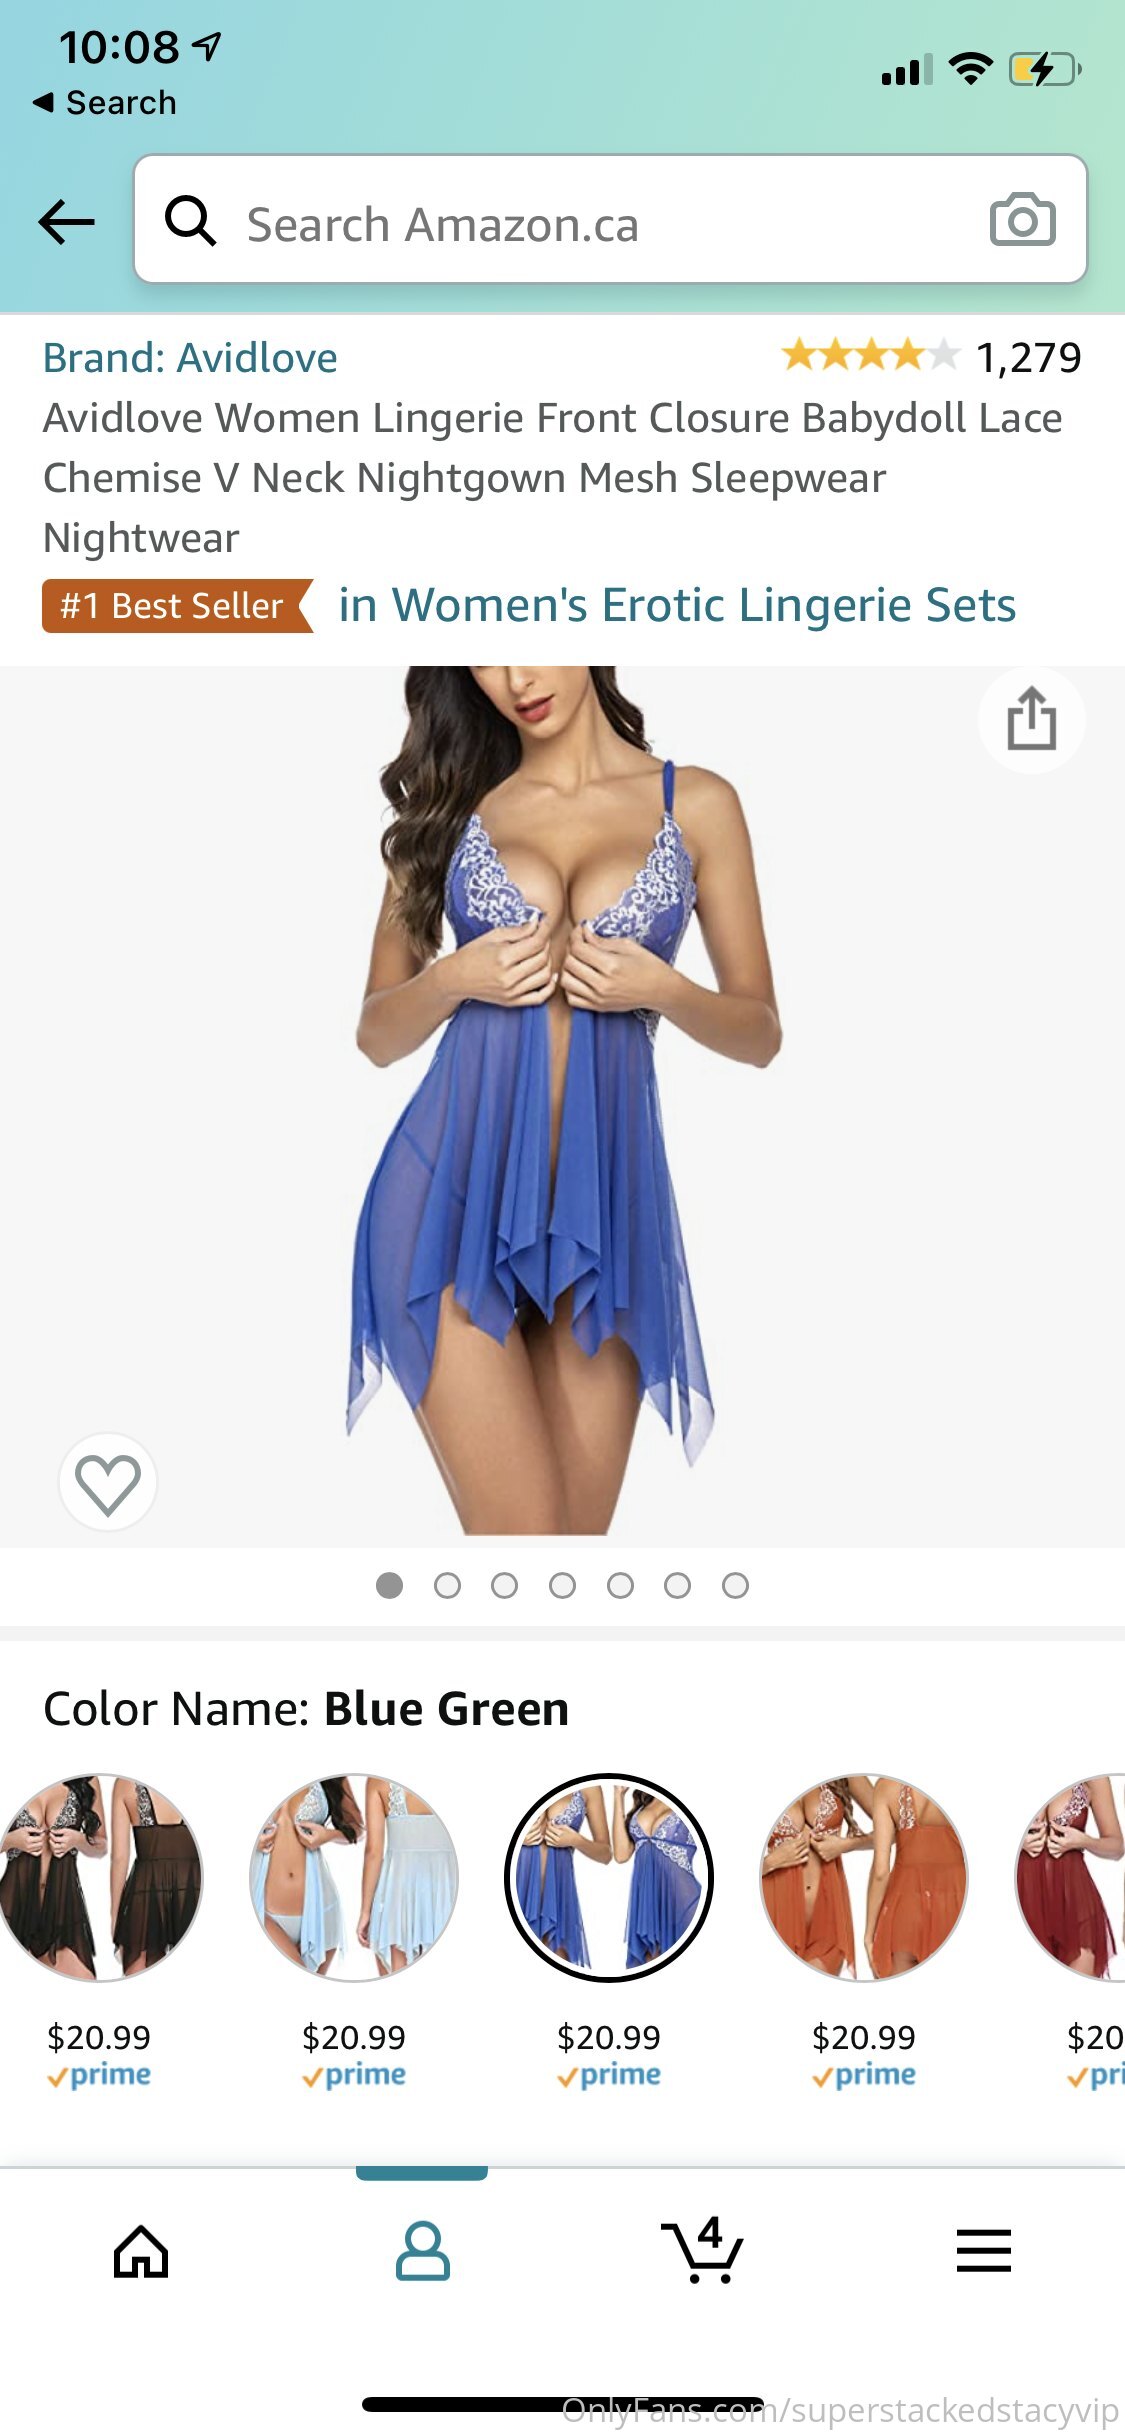 10:08
Search
Search Amazon.ca
Brand: Avidlove
1,279
Avidlove Women Lingerie Front Closure Babydoll Lace
Chemise V Neck Nightgown Mesh Sleepwear
Nightwear
#1 Best Seller in Women's Erotic Lingerie Sets
Color Name: Blue Green
$20.99 $20.99 $20.99 $20.99 $20
prime prime prime prime pri
4
OnlyFans.com/superstackedstacyvip